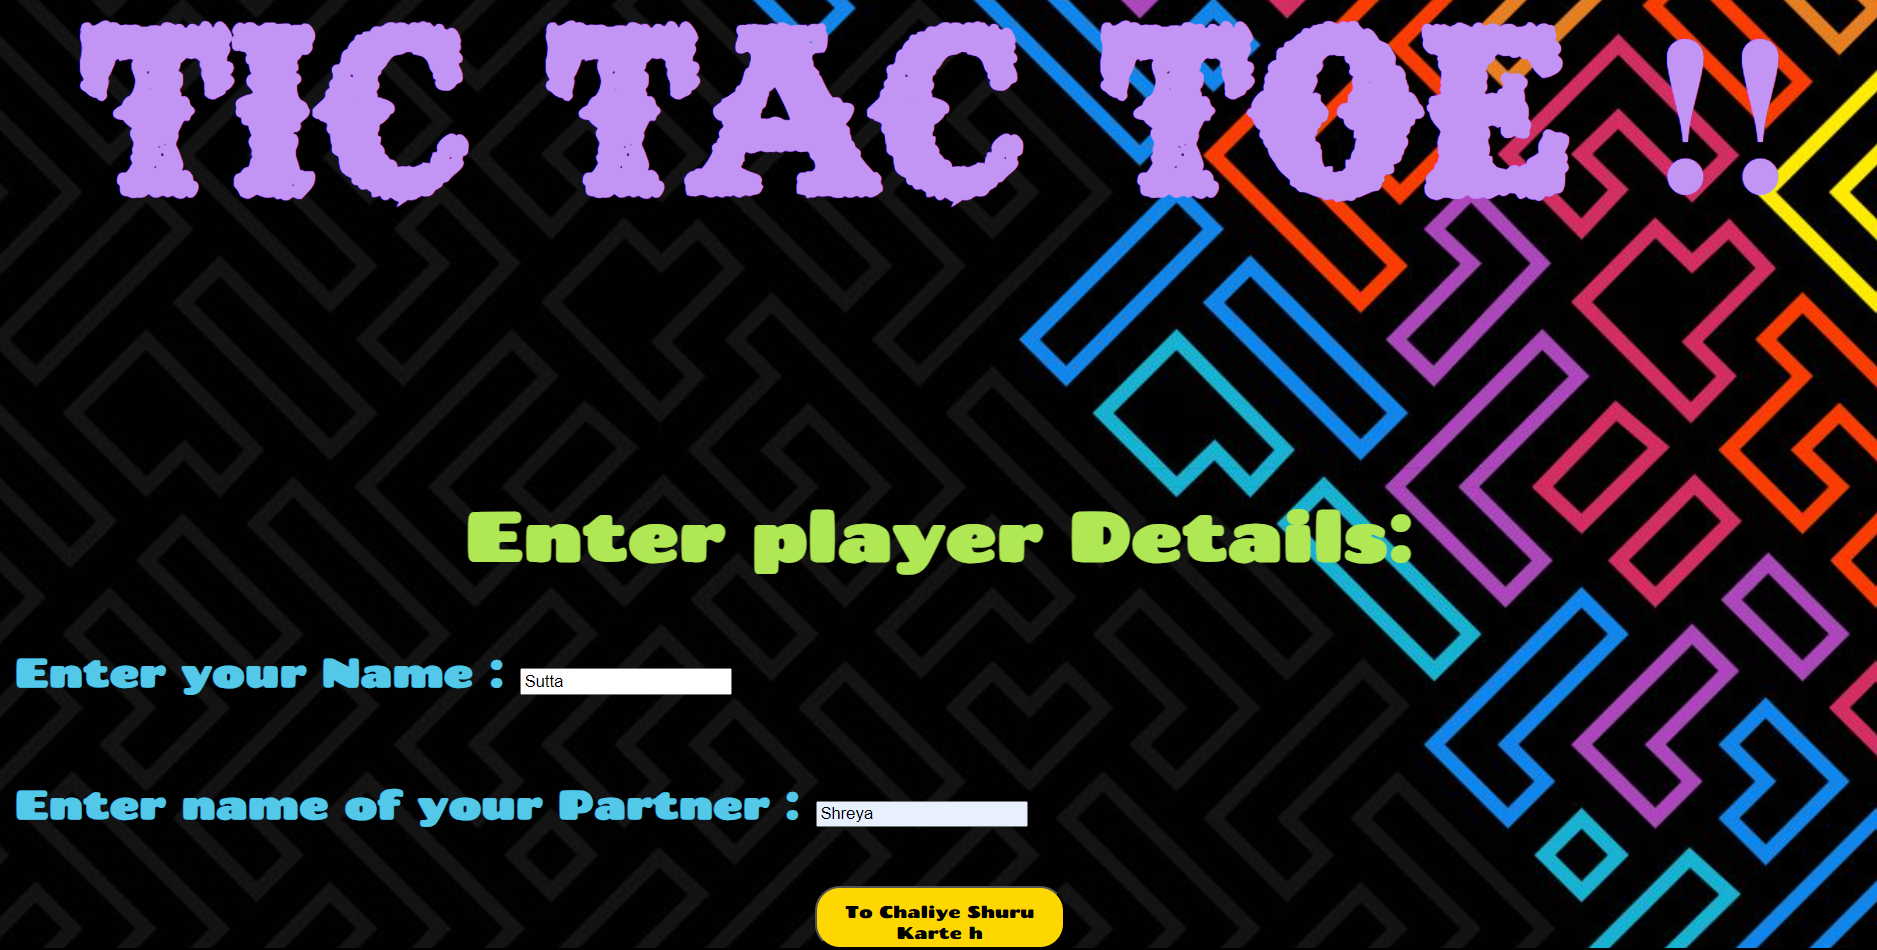 TIC TAC TOE !!
Enter player Details:
Enter your Name : Sutta
Enter name of your Partner : Shreya
To Chaliye Shuru
Karte h